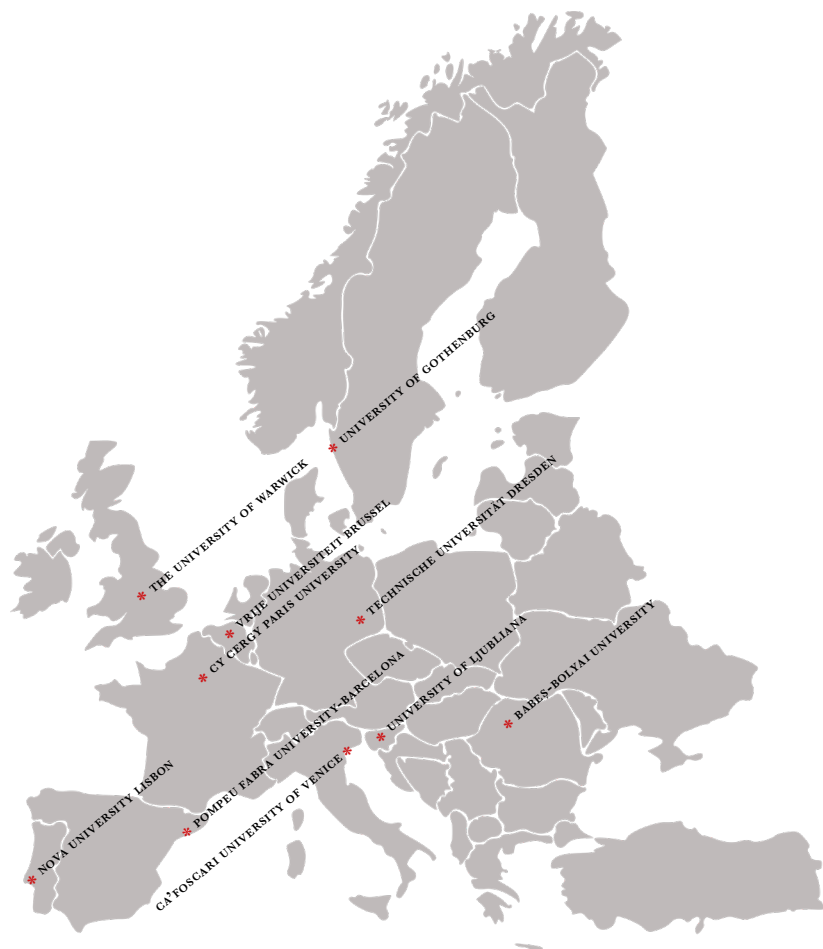 UNIVERSITY OF GOTHENBURG
THE UNIVERSITY OF WARWICK
VRIJE UNIVERSITEIT BRUSSEL
TECHNISCHE UNIVERSITÄT DRESDEN
CY CERGY PARIS UNIVERSITY
BABEȘ-BOLYAI UNIVERSITY
UNIVERSITY OF LJUBLJANA
POMPEU FABRA UNIVERSITY-BARCELONA
CA'FOSCARI UNIVERSITY OF VENICE
NOVA UNIVERSITY LISBON